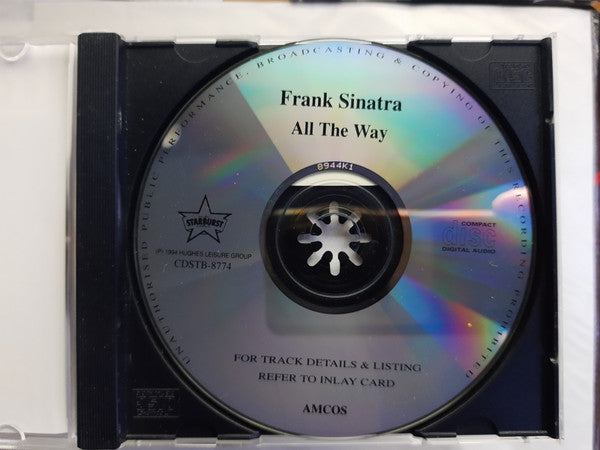 UNAUTHORISED PUBLIC PERFORMANCE, BROADCASTING & COPYING OF THIS RECORDING PROHIBITED
Frank Sinatra
All The Way
8944K1
STARBURST
(P) 1994 HUGHES LEISURE GROUP
CDSTB-8774
COMPACT
disc
DIGITAL AUDIO
FOR TRACK DETAILS & LISTING
REFER TO INLAY CARD
AMCOS